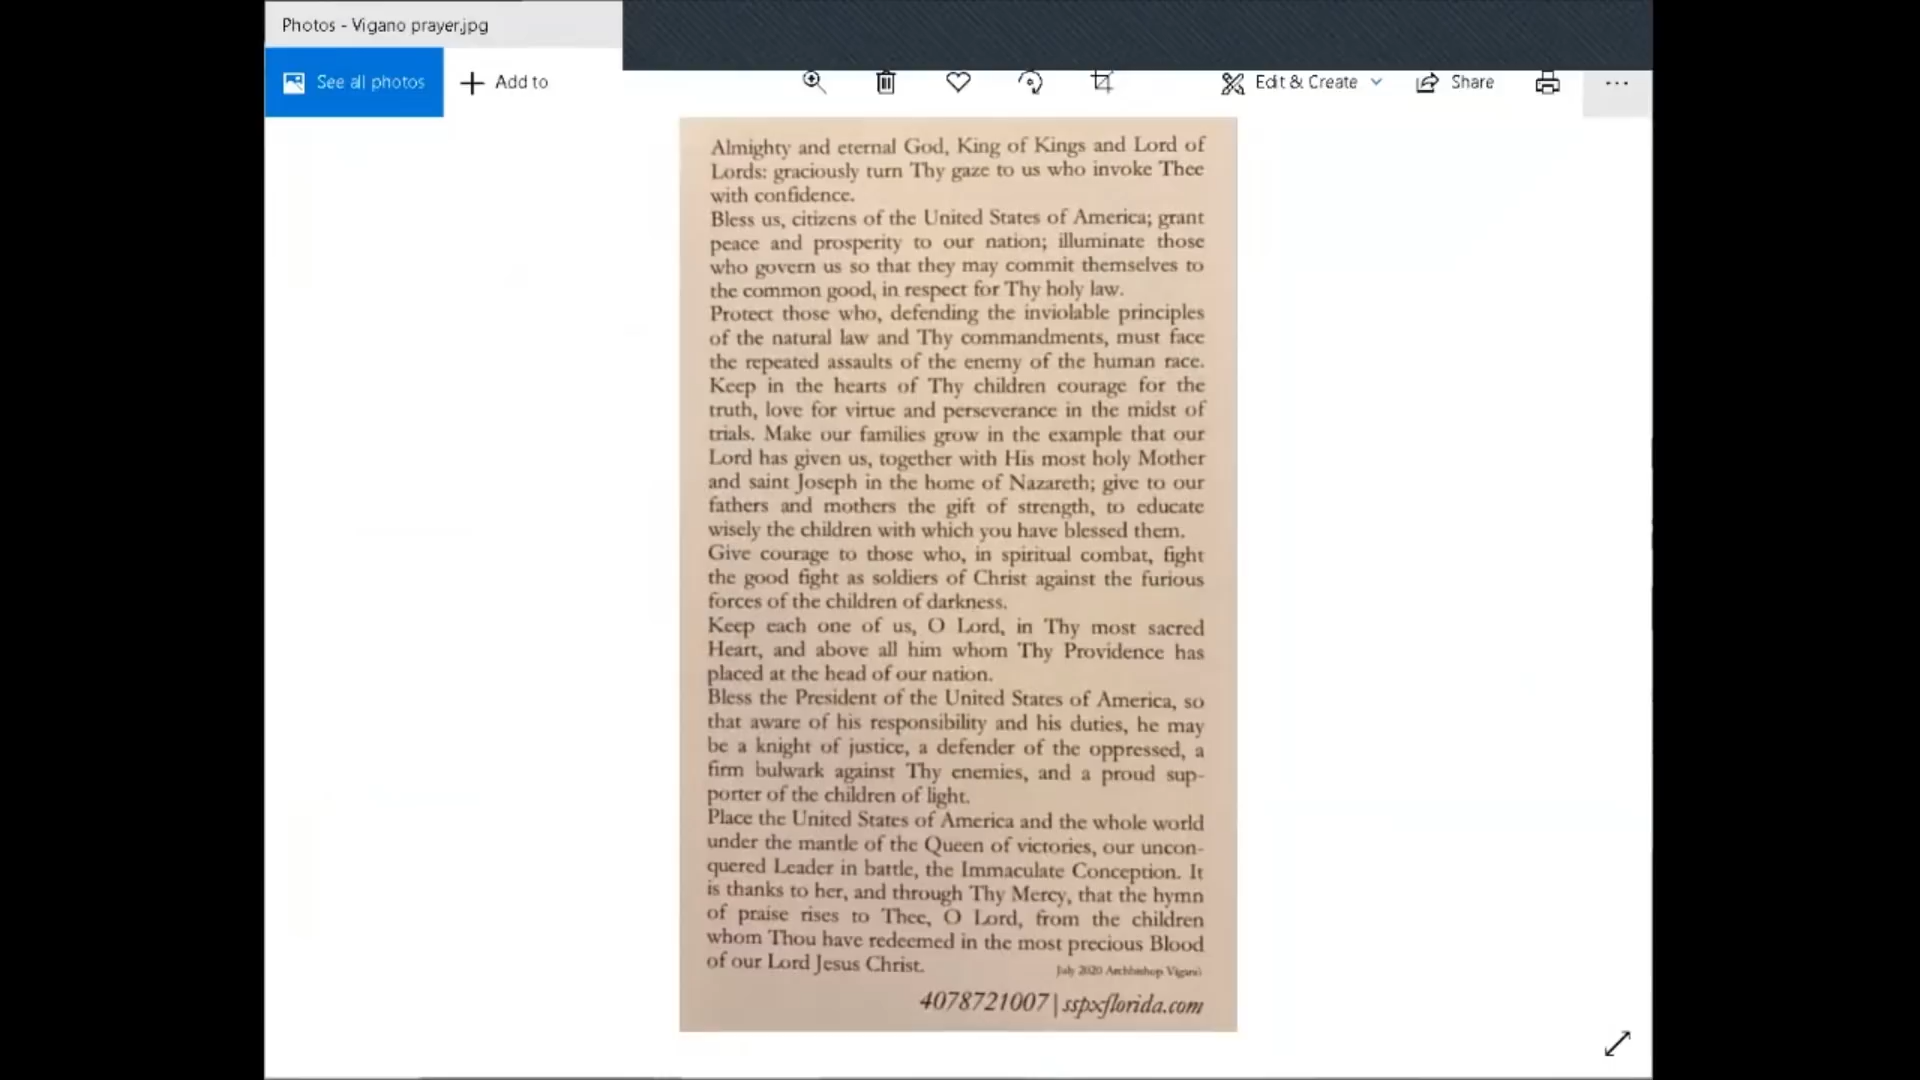 Photos - Vigano prayer.jpg
See all photos
Add to
Edit & Create
Share
Almighty and eternal God, King of Kings and Lord of
Lords: graciously turn Thy gaze to us who invoke Thee
with confidence.
Bless us, citizens of the United States of America; grant
peace and prosperity to our nation; illuminate those
who govern us so that they may commit themselves to
the common good, in respect for Thy holy law.
Protect those who, defending the inviolable principles
of the natural law and Thy commandments, must face
the repeated assaults of the enemy of the human race.
Keep in the hearts of Thy children courage for the
truth, love for virtue and perseverance in the midst of
trials. Make our families grow in the example that our
Lord has given us, together with His most holy Mother
and saint Joseph in the home of Nazareth; give to our
fathers and mothers the gift of strength, to educate
wisely the children with which you have blessed them.
Give courage to those who, in spiritual combat, fight
the good fight as soldiers of Christ against the furious
forces of the children of darkness.
Keep each one of us, O Lord, in Thy most sacred
Heart, and above all him whom Thy Providence has
placed at the head of our nation.
Bless the President of the United States of America, so
that aware of his responsibility and his duties, he may
be a knight of justice, a defender of the oppressed, a
firm bulwark against Thy enemies, and a proud sup-
porter of the children of light.
Place the United States of America and the whole world
under the mantle of the Queen of victories, our uncon-
quered Leader in battle, the Immaculate Conception. It
is thanks to her, and through Thy Mercy, that the hymn
of praise rises to Thee, O Lord, from the children
whom Thou have redeemed in the most precious Blood
of our Lord Jesus Christ.
July 2020 Archbishop Viganò
4078721007 | sspxflorida.com